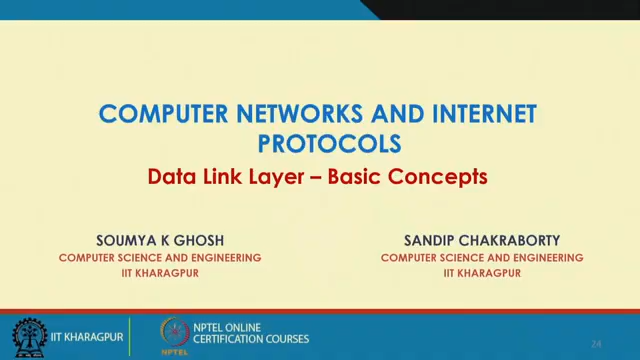 COMPUTER NETWORKS AND INTERNET
PROTOCOLS
Data Link Layer – Basic Concepts
SOUMYA K GHOSH
COMPUTER SCIENCE AND ENGINEERING
IIT KHARAGPUR
SANDIP CHAKRABORTY
COMPUTER SCIENCE AND ENGINEERING
IIT KHARAGPUR
IIT KHARAGPUR
NPTEL
NPTEL ONLINE
CERTIFICATION COURSES
24